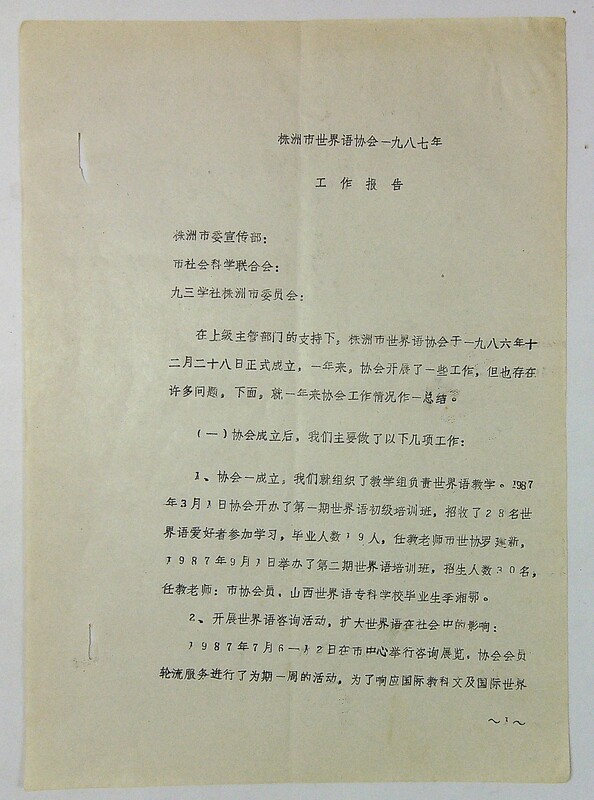 株洲市世界语协会一九八七年
工作报告
株洲市委宣传部：
市社会科学联合会：
九三学社株洲市委员会：
在上级主管部门的支持下，株洲市世界语协会于一九八六年十
二月二十八日正式成立，一年来，协会开展了一些工作，但也存在
许多问题，下面，就一年来协会工作情况作一总结。
（一）协会成立后，我们主要做了以下几项工作：
1、协会一成立，我们就组织了教学组负责世界语教学。1987
年3月1日协会开办了第一期世界语初级培训班，招收了28名世
界语爱好者参加学习，毕业人数19人，任教老师市世协罗建新，
1987年9月1日举办了第二期世界语培训班，招生人数30名，
任教老师：市协会员，山西世界语专科学校毕业生李湘鄂。
2、开展世界语咨询活动，扩大世界语在社会中的影响：
1987年7月6—12日在市中心举行咨询展览，协会会员
轮流服务进行了为期一周的活动，为了响应国际教科文及国际世界
～1～